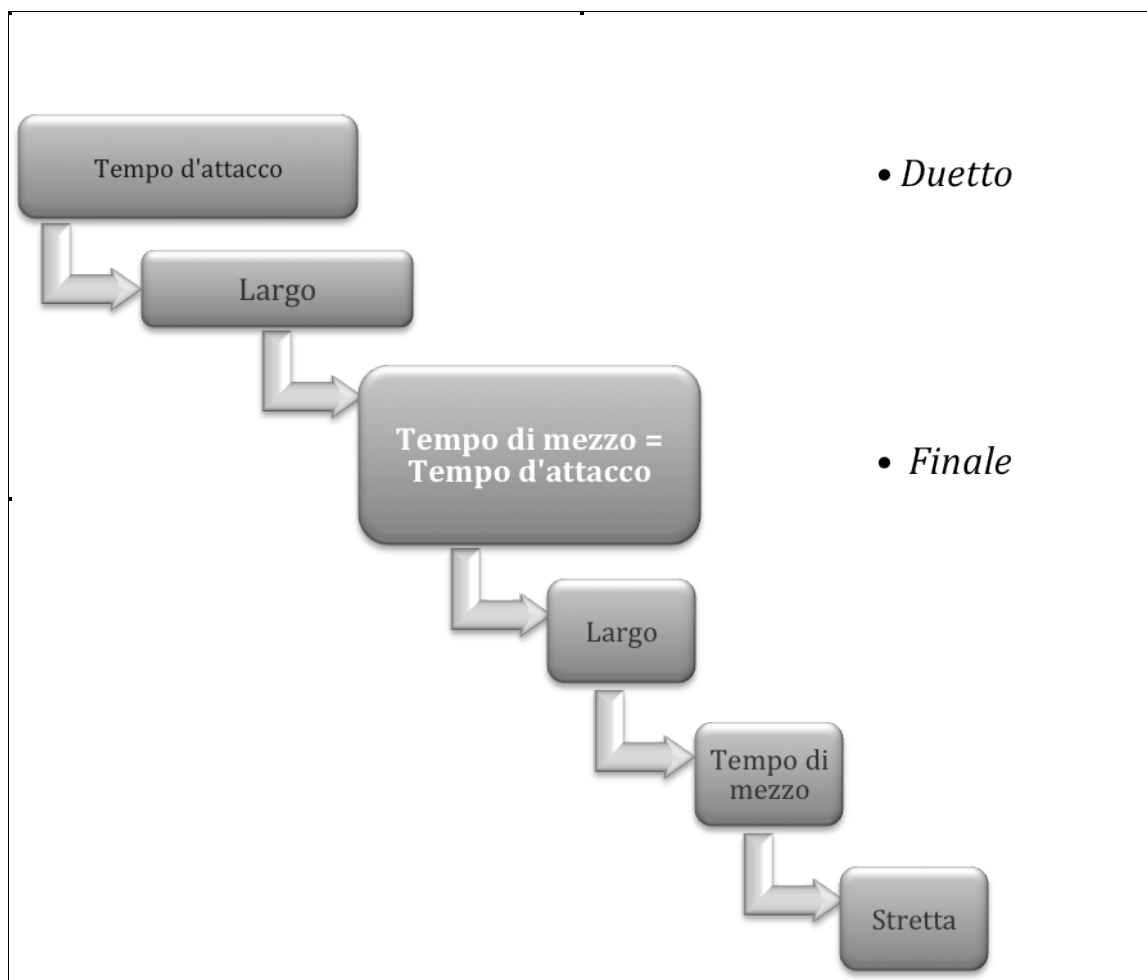 Tempo d'attacco
• Duetto
Largo
Tempo di mezzo =
Tempo d'attacco
• Finale
Largo
Tempo di
mezzo
Stretta